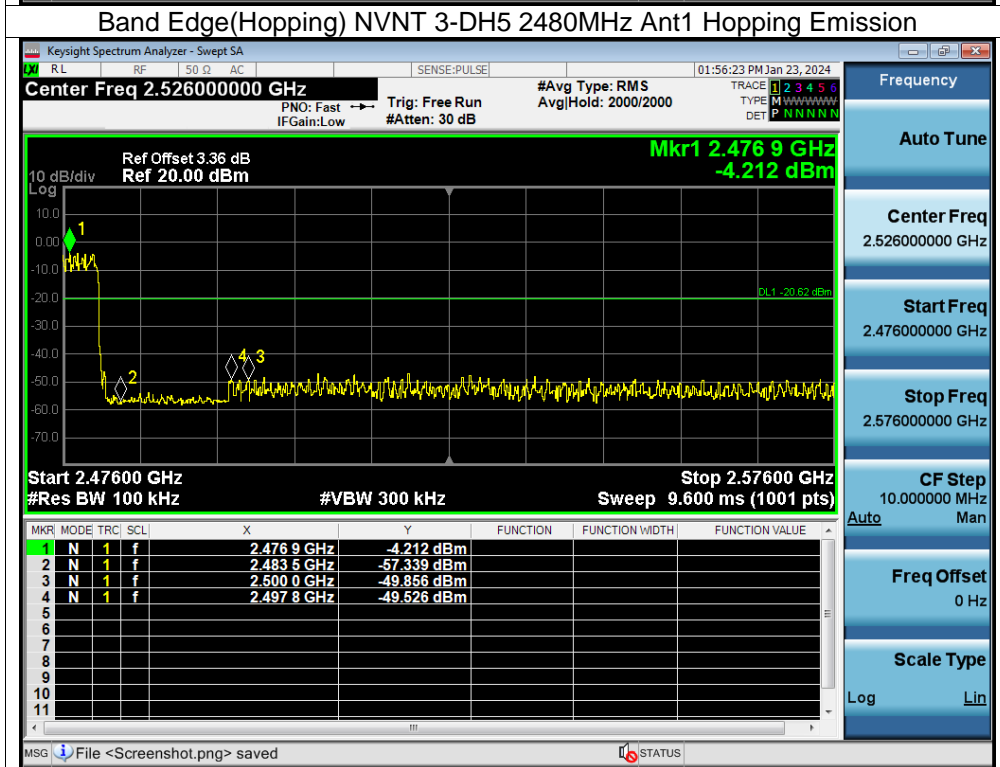 Band Edge(Hopping) NVNT 3-DH5 2480MHz Ant1 Hopping Emission
Keysight Spectrum Analyzer - Swept SA
LXI RL RF 50 Ω AC SENSE:PULSE 01:56:23 PM Jan 23, 2024
Center Freq 2.526000000 GHz
PNO: Fast
IFGain:Low
Trig: Free Run
#Atten: 30 dB
#Avg Type: RMS
Avg|Hold: 2000/2000
TRACE 1 2 3 4 5 6
TYPE M WWWWW
DET P N N N N N
Frequency
Auto Tune
Center Freq
2.526000000 GHz
Start Freq
2.476000000 GHz
Stop Freq
2.576000000 GHz
CF Step
10.000000 MHz
Auto Man
Freq Offset
0 Hz
Scale Type
Log Lin
Mkr1 2.476 9 GHz
-4.212 dBm
Ref Offset 3.36 dB
10 dB/div Ref 20.00 dBm
Log
10.0
0.00
-10.0
-20.0
-30.0
-40.0
-50.0
-60.0
-70.0
1
2
4 3
DL1 -20.62 dBm
Start 2.47600 GHz Stop 2.57600 GHz
#Res BW 100 kHz #VBW 300 kHz Sweep 9.600 ms (1001 pts)
MKR MODE TRC SCL X Y FUNCTION FUNCTION WIDTH FUNCTION VALUE
1 N 1 f 2.476 9 GHz -4.212 dBm
2 N 1 f 2.483 5 GHz -57.339 dBm
3 N 1 f 2.500 0 GHz -49.856 dBm
4 N 1 f 2.497 8 GHz -49.526 dBm
5
6
7
8
9
10
11
MSG File <Screenshot.png> saved STATUS